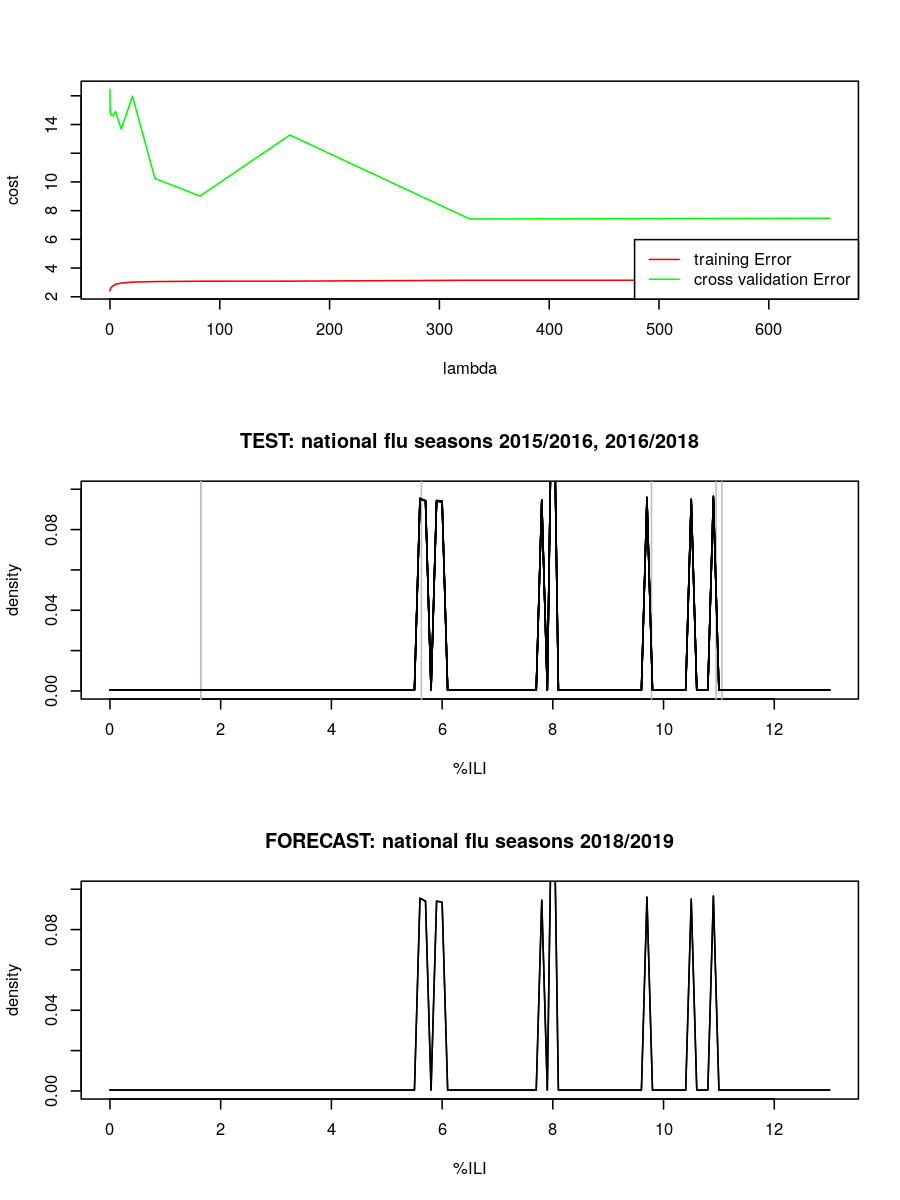 cost
14
10
8
6
4
2
training Error
cross validation Error
0 100 200 300 400 500 600
lambda
TEST: national flu seasons 2015/2016, 2016/2018
density
0.08
0.04
0.00
0 2 4 6 8 10 12
%ILI
FORECAST: national flu seasons 2018/2019
density
0.08
0.04
0.00
0 2 4 6 8 10 12
%ILI